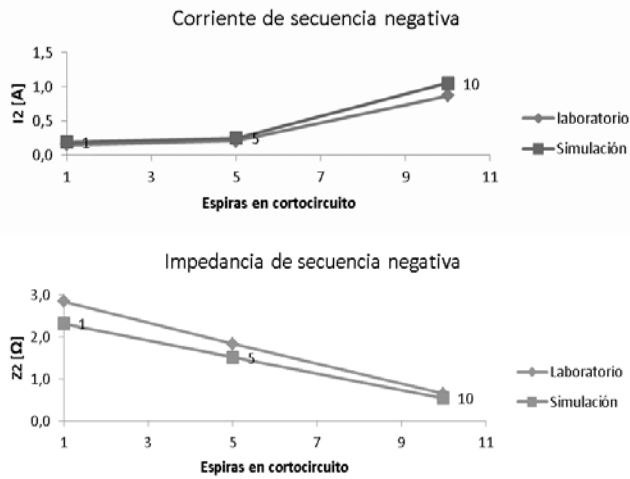 Corriente de secuencia negativa
I2 [A]
1,5
1,0
0,5
0,0
1
5
10
1 3 5 7 9 11
Espiras en cortocircuito
laboratorio
Simulación
Impedancia de secuencia negativa
Z2 [Ω]
3,0
2,0
1,0
0,0
1
5
10
1 3 5 7 9 11
Espiras en cortocircuito
Laboratorio
Simulación